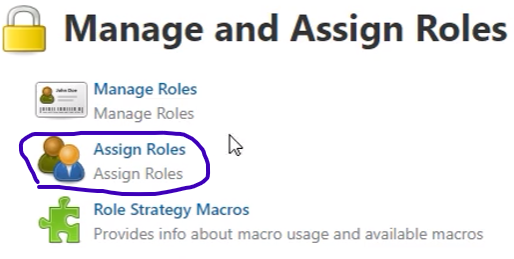 Manage and Assign Roles
John Doe
Manage Roles
Manage Roles
Assign Roles
Assign Roles
Role Strategy Macros
Provides info about macro usage and available macros